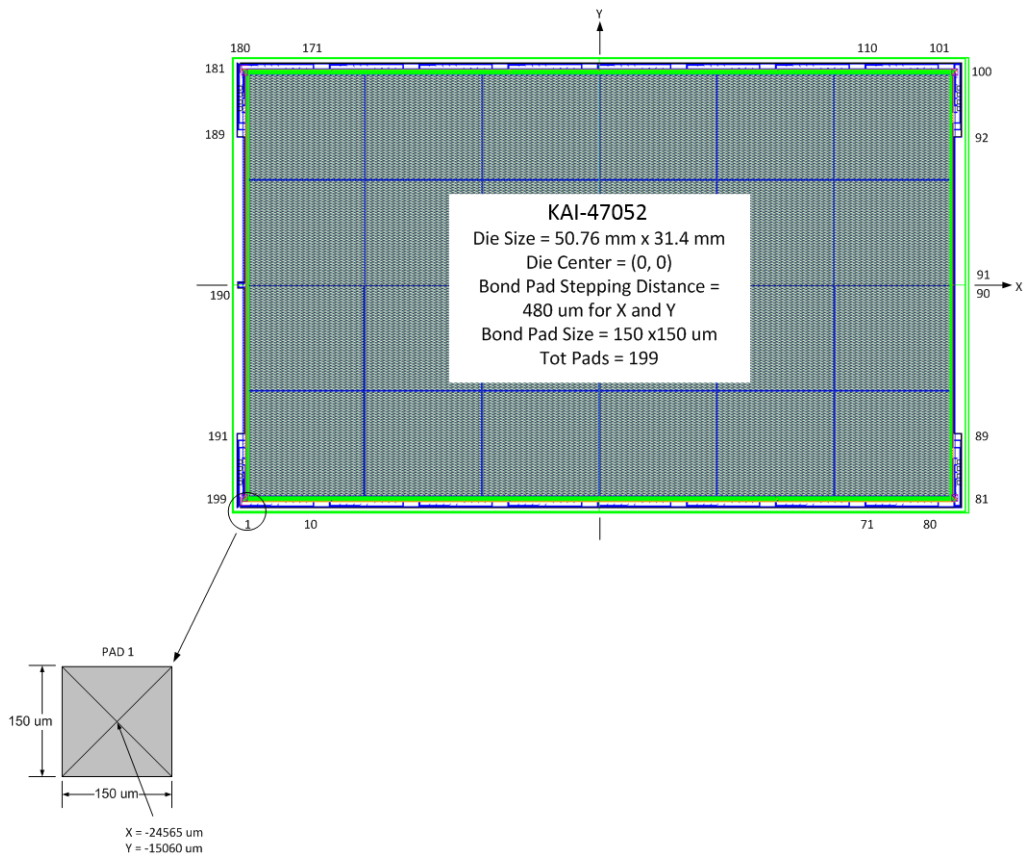 Y
180 171 110 101
181 100
189 92
KAI-47052
Die Size = 50.76 mm x 31.4 mm
Die Center = (0, 0)
Bond Pad Stepping Distance =
480 um for X and Y
Bond Pad Size = 150 x150 um
Tot Pads = 199
91
X
190 90
191 89
199 81
1 10 71 80
PAD 1
150 um
150 um
X = -24565 um
Y = -15060 um